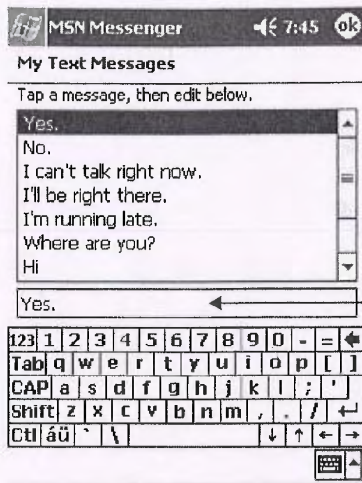 MSN Messenger 7:45 ok
My Text Messages
Tap a message, then edit below.
Yes.
No.
I can't talk right now.
I'll be right there.
I'm running late.
Where are you?
Hi
Yes.
123 1 2 3 4 5 6 7 8 9 0 - =
Tab q w e r t y u i o p [ ]
CAP a s d f g h j k l ; '
Shift z x c v b n m , . /
Ctl áü ` \